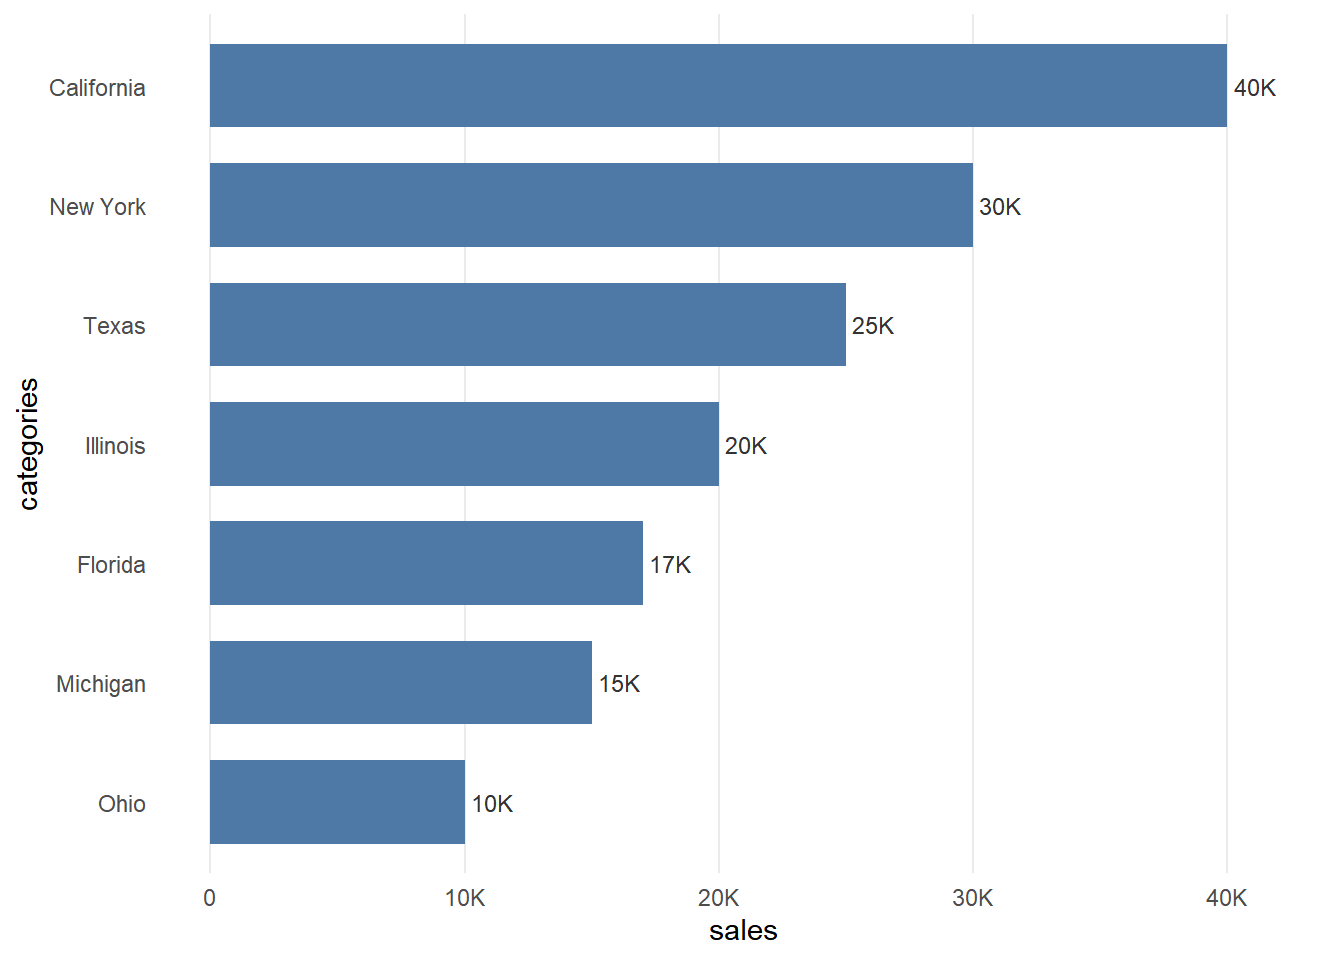 California
40K
New York
30K
Texas
25K
Illinois
20K
Florida
17K
Michigan
15K
Ohio
10K
categories
0 10K 20K 30K 40K
sales